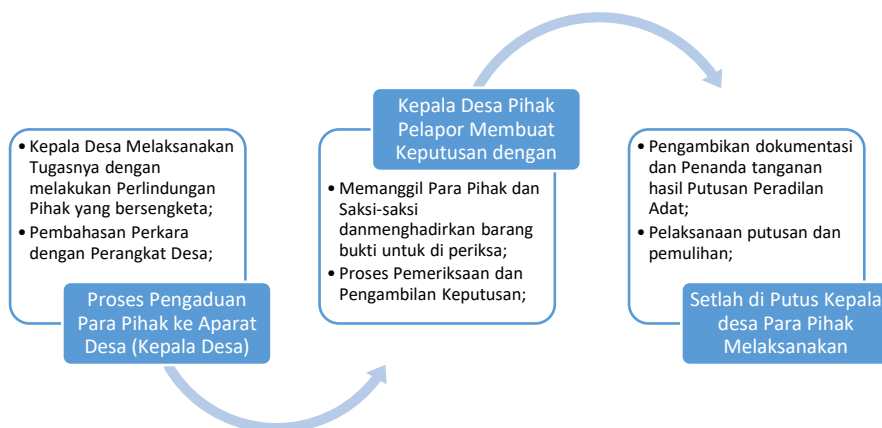 • Kepala Desa Melaksanakan
Tugasnya dengan
melakukan Perlindungan
Pihak yang bersengketa;
• Pembahasan Perkara
dengan Perangkat Desa;
Proses Pengaduan
Para Pihak ke Aparat
Desa (Kepala Desa)
Kepala Desa Pihak
Pelapor Membuat
Keputusan dengan
• Memanggil Para Pihak dan
Saksi-saksi
danmenghadirkan barang
bukti untuk di periksa;
• Proses Pemeriksaan dan
Pengambilan Keputusan;
• Pengambikan dokumentasi
dan Penanda tanganan
hasil Putusan Peradilan
Adat;
• Pelaksanaan putusan dan
pemulihan;
Setlah di Putus Kepala
desa Para Pihak
Melaksanakan